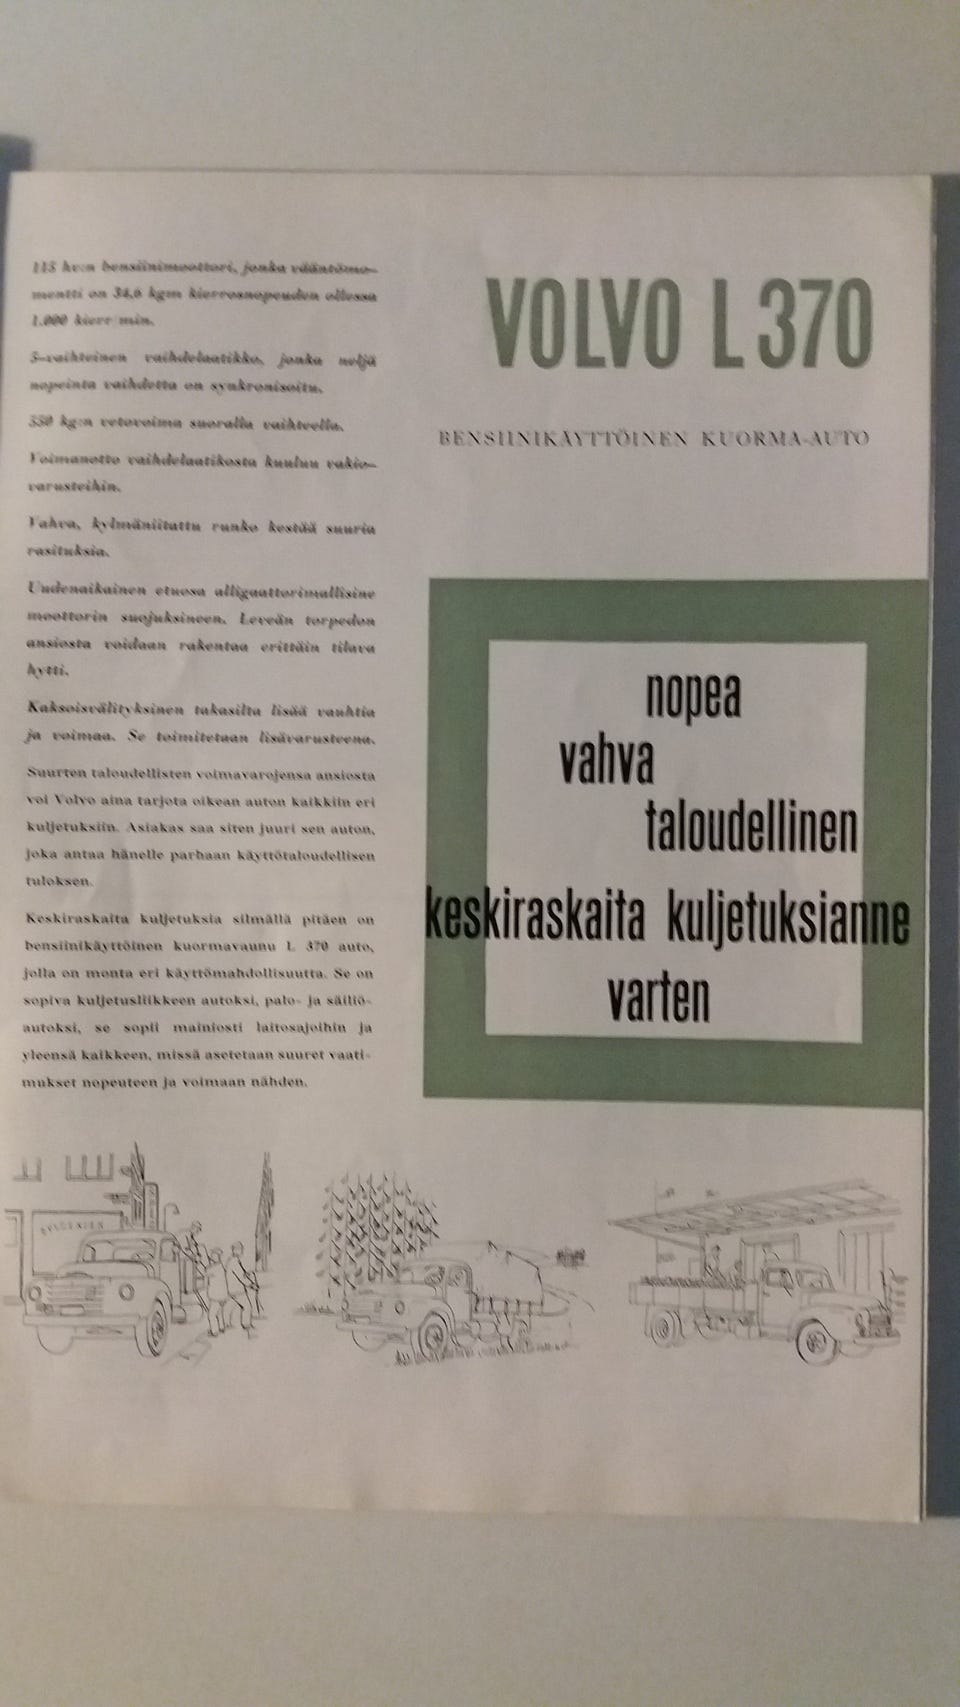 115 hv:n bensiinimoottori, jonka vääntömo-
mentti on 34,6 kgm kierrosnopeuden ollessa
1.000 kierr/min.
5-vaihteinen vaihdelaatikko, jonka neljä
nopeinta vaihdetta on synkronisoitu.
550 kg:n vetovoima suoralla vaihteella.
Voimanotto vaihdelaatikosta kuuluu vakio-
varusteihin.
Vahva, kylmäniitattu runko kestää suuria
rasituksia.
Uudenaikainen etuosa alligaattorimallisine
moottorin suojuksineen. Leveän torpedon
ansiosta voidaan rakentaa erittäin tilava
hytti.
Kaksoisvälityksinen takasilta lisää vauhtia
ja voimaa. Se toimitetaan lisävarusteena.
Suurten taloudellisten voimavarojensa ansiosta
voi Volvo aina tarjota oikean auton kaikkiin eri
kuljetuksiin. Asiakas saa siten juuri sen auton,
joka antaa hänelle parhaan käyttötaloudellisen
tuloksen.
Keskiraskaita kuljetuksia silmällä pitäen on
bensiinikäyttöinen kuormavaunu L 370 auto,
jolla on monta eri käyttömahdollisuutta. Se on
sopiva kuljetusliikkeen autoksi, palo- ja säiliö-
autoksi, se sopii mainiosti laitosajoihin ja
yleensä kaikkeen, missä asetetaan suuret vaati-
mukset nopeuteen ja voimaan nähden.
VOLVO L 370
BENSIINIKÄYTTÖINEN KUORMA-AUTO
nopea
vahva
taloudellinen
keskiraskaita kuljetuksianne
varten